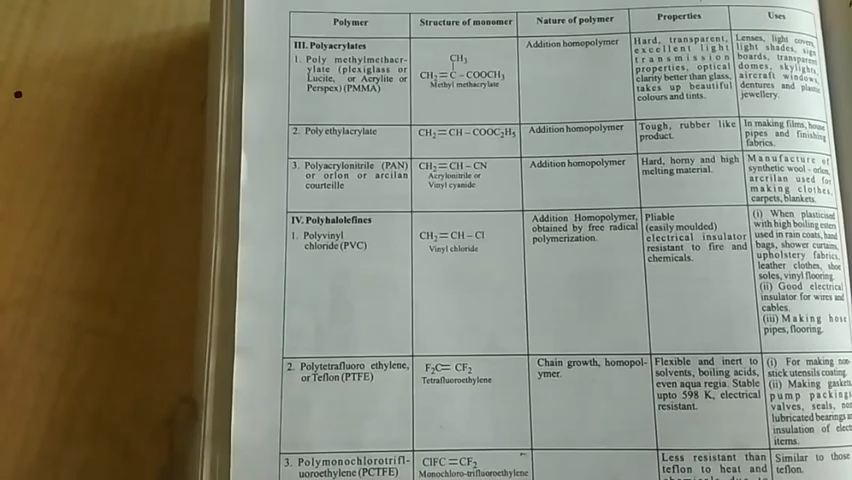 Polymer Structure of monomer Nature of polymer Properties Uses
III. Polyacrylates
1. Poly methylmethacr-
ylate (plexiglass or
Lucite, or Acrylite or
Perspex) (PMMA)
CH₃
|
CH₂=C–COOCH₃
Methyl methacrylate
Addition homopolymer
Hard, transparent,
excellent light
transmission
properties, optical
clarity better than glass,
takes up beautiful
colours and tints.
Lenses, light covers,
light shades, sign
boards, transparent
domes, skylights,
aircraft windows,
dentures and plastic
jewellery.
2. Poly ethylacrylate
CH₂=CH–COOC₂H₅
Addition homopolymer
Tough, rubber like
product.
In making films, hose
pipes and finishing
fabrics.
3. Polyacrylonitrile (PAN)
or orlon or arcilan
courteille
CH₂=CH–CN
Acrylonitrile or
Vinyl cyanide
Addition homopolymer
Hard, horny and high
melting material.
Manufacture of
synthetic wool - orlon,
arcrilan used for
making clothes,
carpets, blankets.
IV. Polyhalolefines
1. Polyvinyl
chloride (PVC)
CH₂=CH–Cl
Vinyl chloride
Addition Homopolymer,
obtained by free radical
polymerization.
Pliable
(easily moulded)
electrical insulator
resistant to fire and
chemicals.
(i) When plasticised
with high boiling esters
used in rain coats, hand
bags, shower curtains,
upholstery fabrics,
leather clothes, shoe
soles, vinyl flooring.
(ii) Good electrical
insulator for wires and
cables.
(iii) Making hose
pipes, flooring.
2. Polytetrafluoro ethylene,
or Teflon (PTFE)
F₂C=CF₂
Tetrafluoroethylene
Chain growth, homopol-
ymer.
Flexible and inert to
solvents, boiling acids,
even aqua regia. Stable
upto 598 K, electrical
resistant.
(i) For making non-
stick utensils coating.
(ii) Making gaskets,
pump packings,
valves, seals, non
lubricated bearings
insulation of elect
items.
3. Polymonochlorotrifl-
uoroethylene (PCTFE)
ClFC=CF₂
Monochloro-trifluoroethylene
Less resistant than
teflon to heat and
Similar to those
teflon.